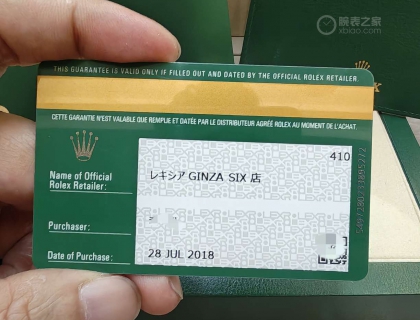 腕表之家
xbiao.com
THIS GUARANTEE IS VALID ONLY IF FILLED OUT AND DATED BY THE OFFICIAL ROLEX RETAILER.
CETTE GARANTIE N'EST VALABLE QUE REMPLIE ET DATÉE PAR LE DISTRIBUTEUR AGRÉÉ ROLEX AU MOMENT DE L'ACHAT.
410
Name of Official
Rolex Retailer:
レキシア GINZA SIX 店
Purchaser:
Date of Purchase:
28 JUL 2018